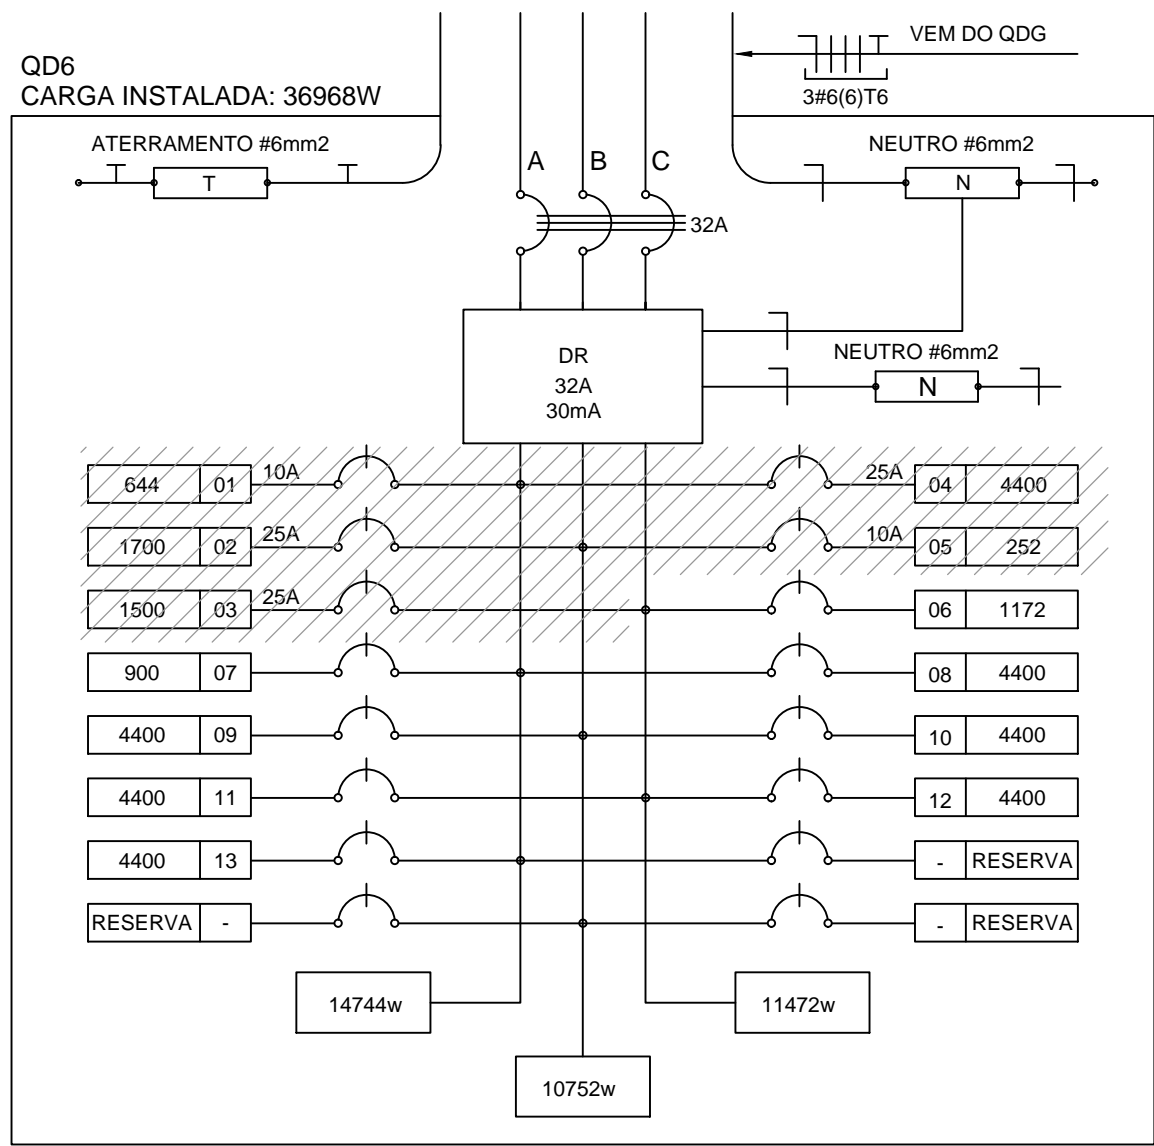 VEM DO QDG
QD6
CARGA INSTALADA: 36968W
3#6(6)T6
ATERRAMENTO #6mm2
NEUTRO #6mm2
T
A
B
C
N
32A
DR
32A
30mA
NEUTRO #6mm2
N
644 01 10A
25A 04 4400
1700 02 25A
10A 05 252
1500 03 25A
06 1172
900 07
08 4400
4400 09
10 4400
4400 11
12 4400
4400 13
- RESERVA
RESERVA -
- RESERVA
14744w
11472w
10752w